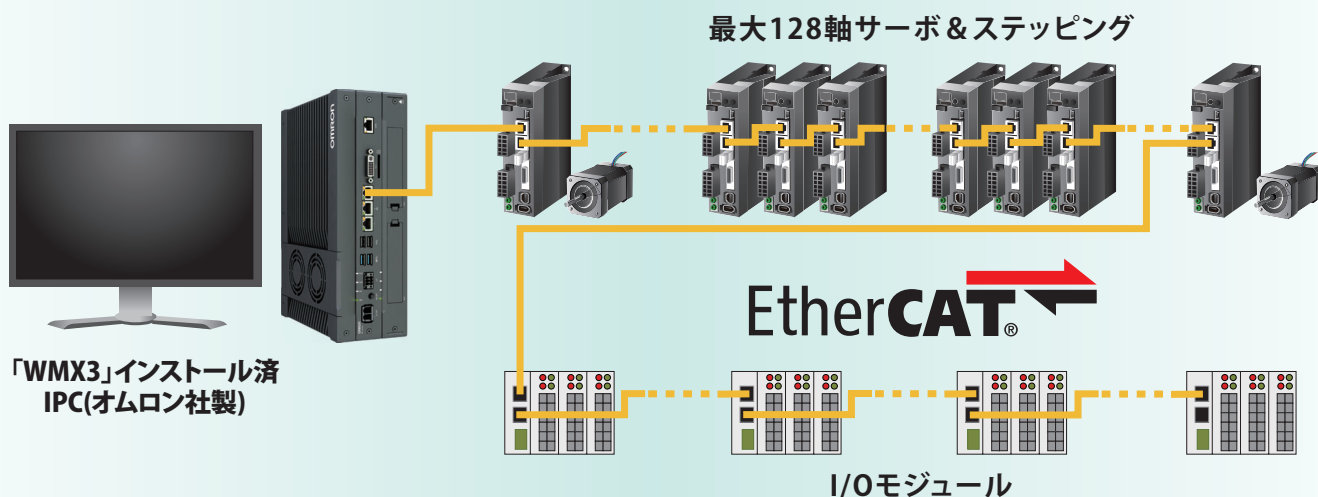 最大128軸サーボ＆ステッピング
OMRON
EtherCAT®
「WMX3」インストール済
IPC(オムロン社製)
I/Oモジュール